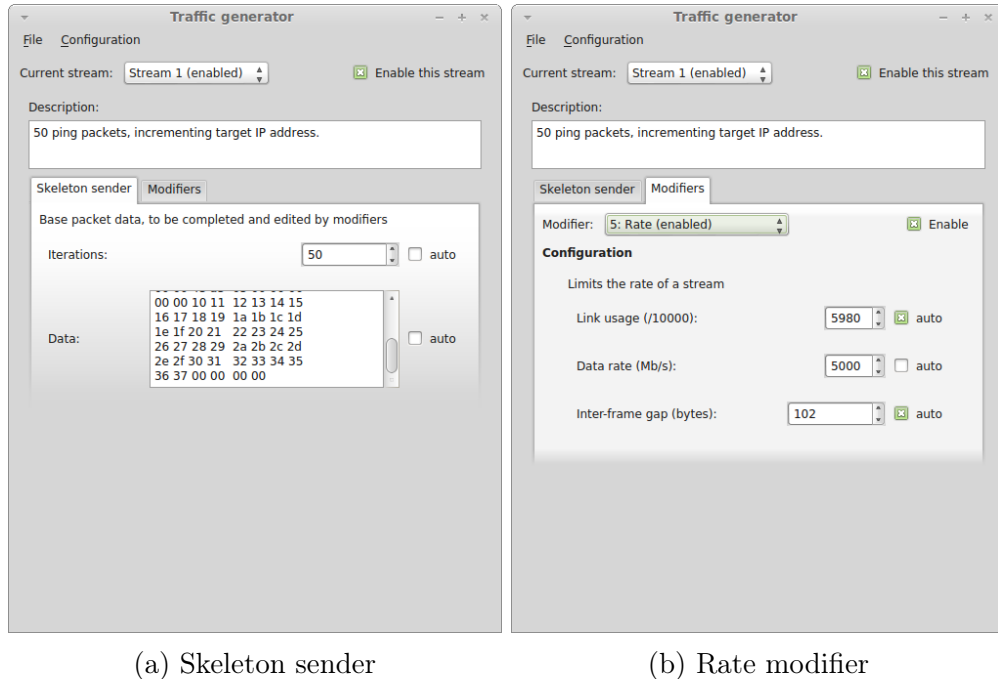 Traffic generator
File Configuration
Current stream: Stream 1 (enabled) Enable this stream
Description:
50 ping packets, incrementing target IP address.
Skeleton sender Modifiers
Base packet data, to be completed and edited by modifiers
Iterations: 50 auto
00 00 10 11 12 13 14 15
16 17 18 19 1a 1b 1c 1d
1e 1f 20 21 22 23 24 25
Data: 26 27 28 29 2a 2b 2c 2d auto
2e 2f 30 31 32 33 34 35
36 37 00 00 00 00
(a) Skeleton sender
Traffic generator
File Configuration
Current stream: Stream 1 (enabled) Enable this stream
Description:
50 ping packets, incrementing target IP address.
Skeleton sender Modifiers
Modifier: 5: Rate (enabled) Enable
Configuration
Limits the rate of a stream
Link usage (/10000): 5980 auto
Data rate (Mb/s): 5000 auto
Inter-frame gap (bytes): 102 auto
(b) Rate modifier